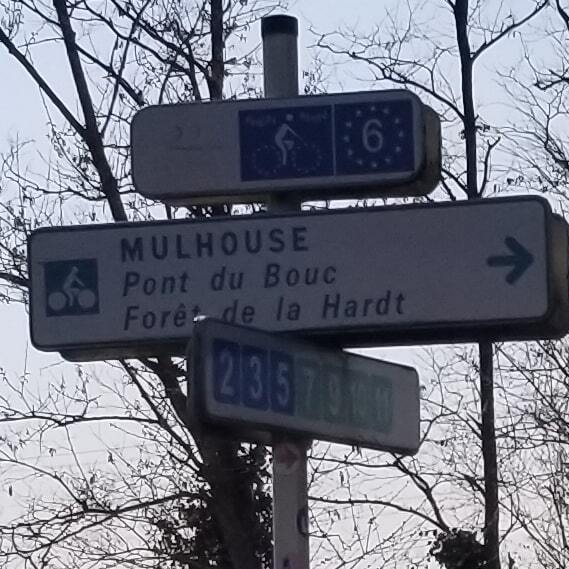 6
MULHOUSE
Pont du Bouc
Forêt de la Hardt
2 3 5 7 9 10 11